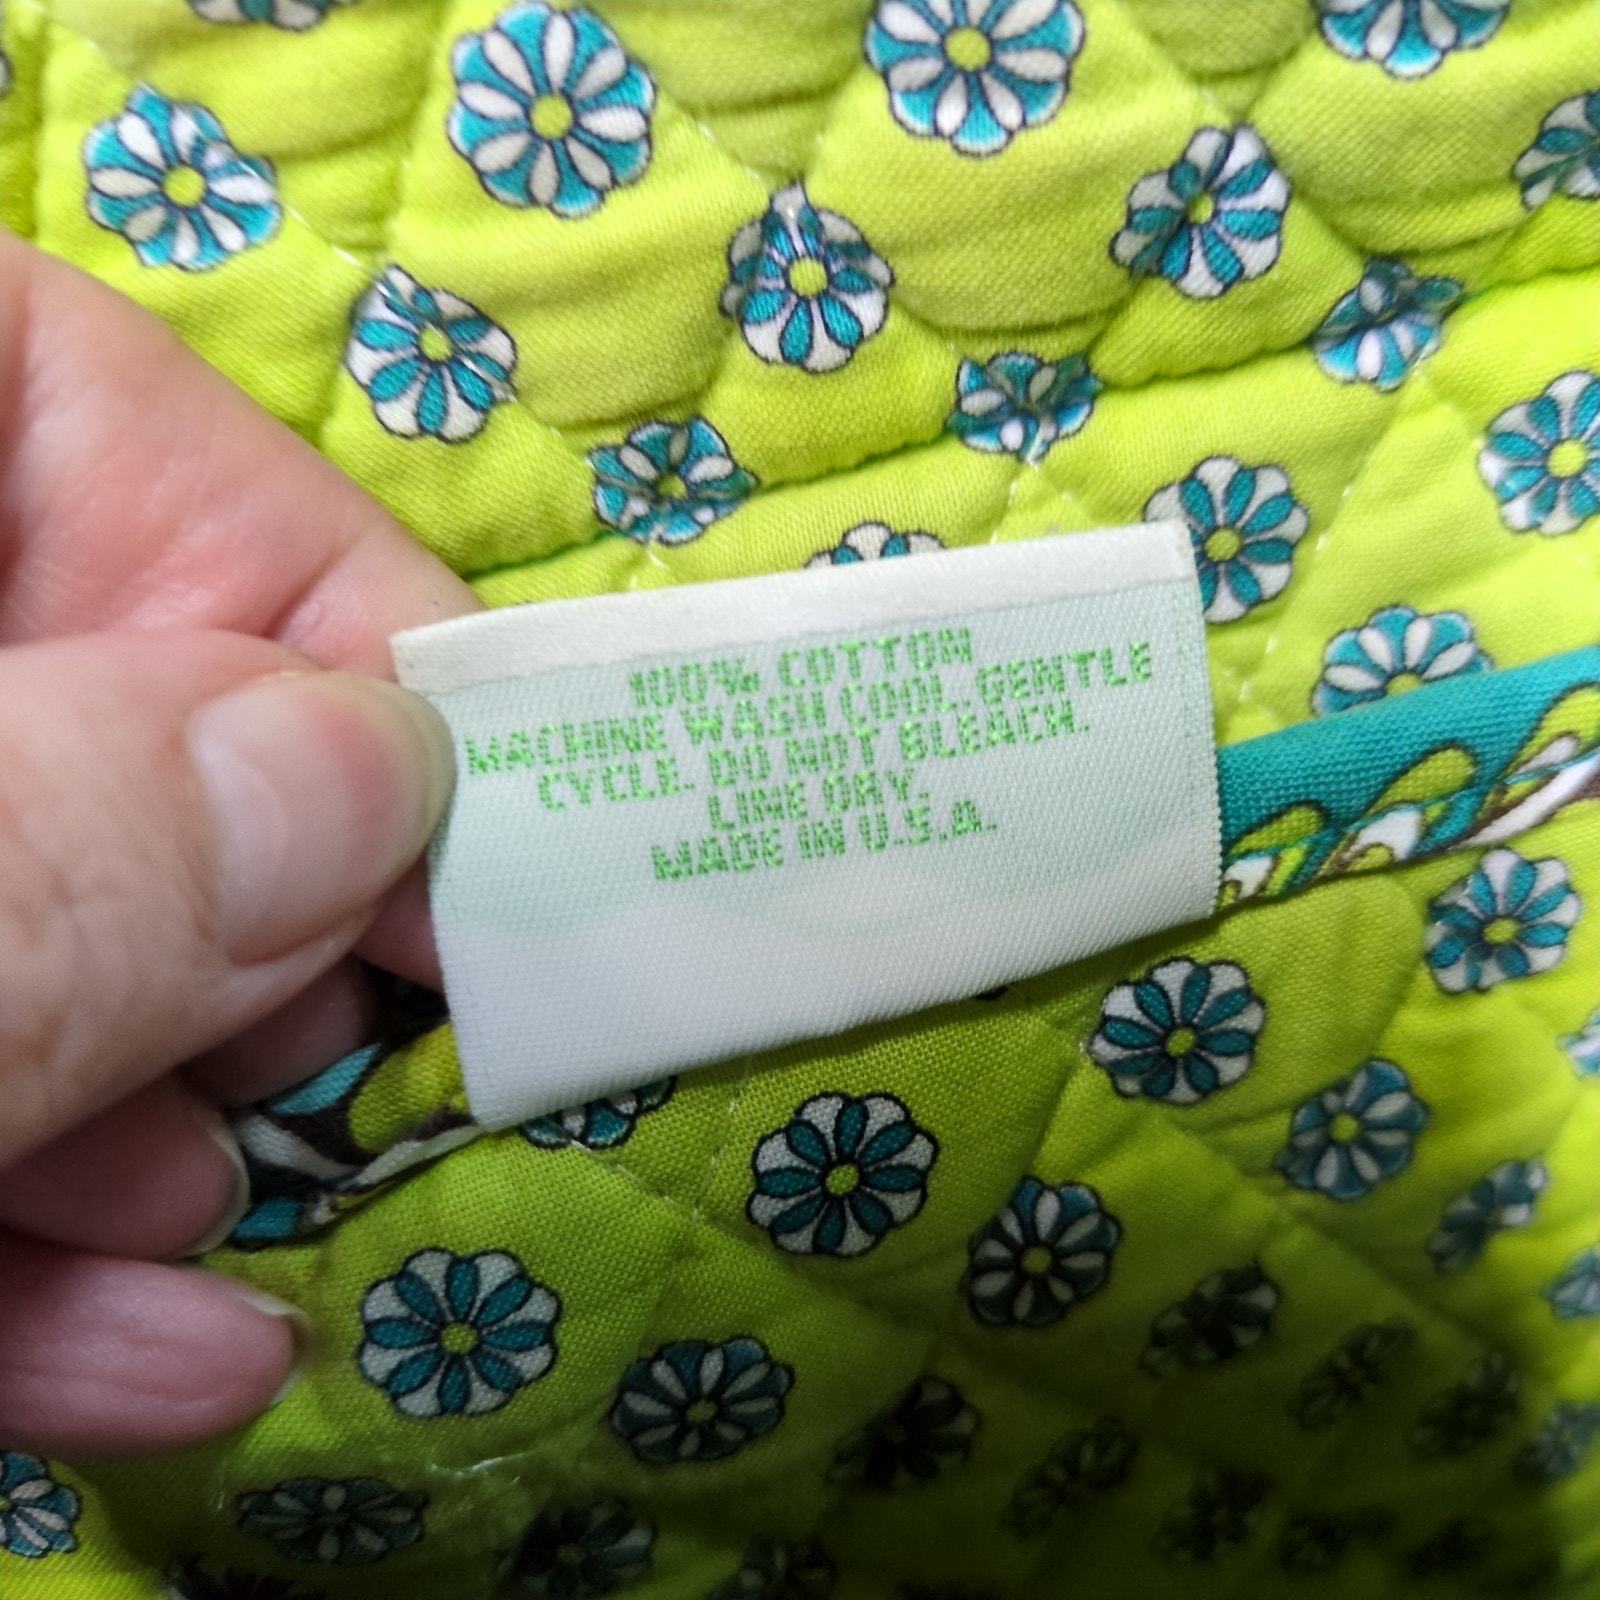 100% COTTON
MACHINE WASH COOL. GENTLE
CYCLE. DO NOT BLEACH.
LINE DRY.
MADE IN U.S.A.